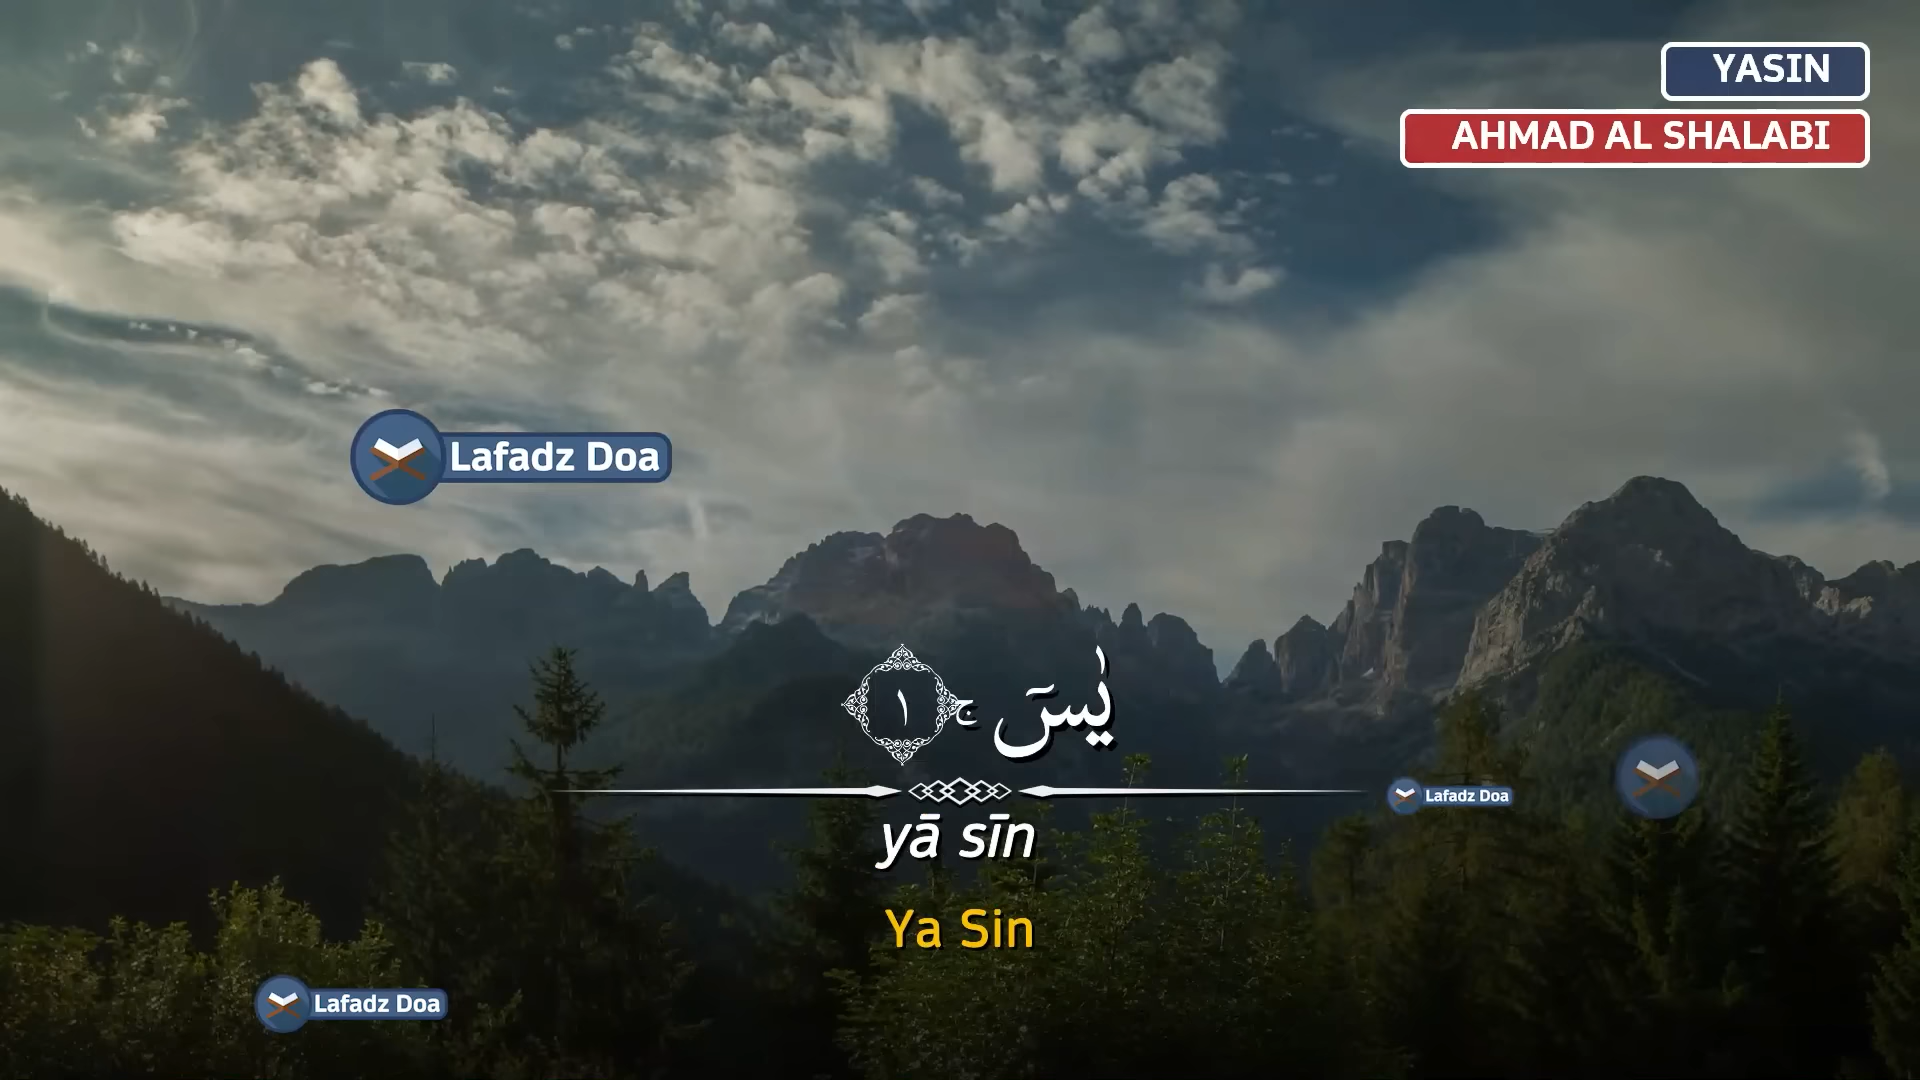 YASIN
AHMAD AL SHALABI
Lafadz Doa
يٰسۤ ۚ ١
yā sīn
Lafadz Doa
Ya Sin
Lafadz Doa